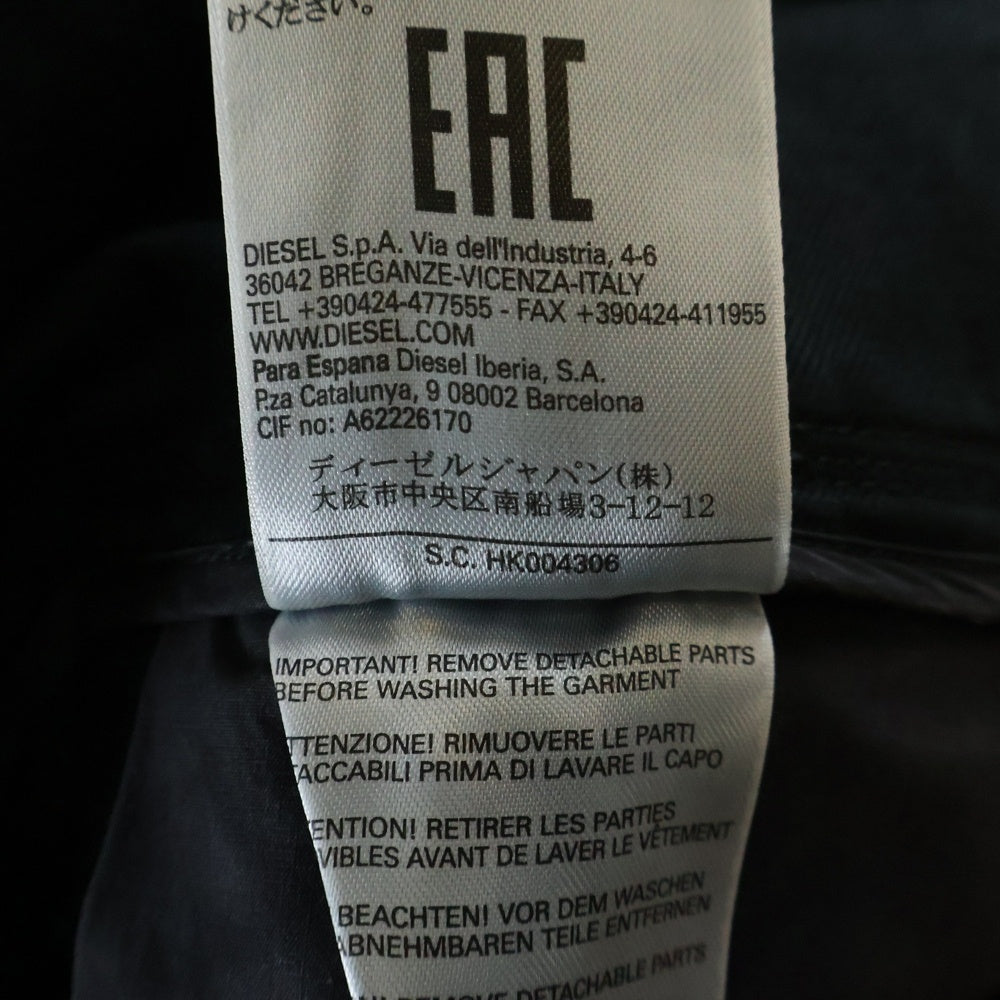 けください。
EAC
DIESEL S.p.A. Via dell'Industria, 4-6
36042 BREGANZE-VICENZA-ITALY
TEL +390424-477555 - FAX +390424-411955
WWW.DIESEL.COM
Para Espana Diesel Iberia, S.A.
P.za Catalunya, 9 08002 Barcelona
CIF no: A62226170
ディーゼルジャパン(株)
大阪市中央区南船場3-12-12
S.C. HK004306
IMPORTANT! REMOVE DETACHABLE PARTS
BEFORE WASHING THE GARMENT
TTENZIONE! RIMUOVERE LE PARTI
TACCABILI PRIMA DI LAVARE IL CAPO
ENTION! RETIRER LES PARTIES
VIBLES AVANT DE LAVER LE VÊTEMENT
BEACHTEN! VOR DEM WASCHEN
ABNEHMBAREN TEILE ENTFERNEN
REMOVE DETACHABLE PARTS